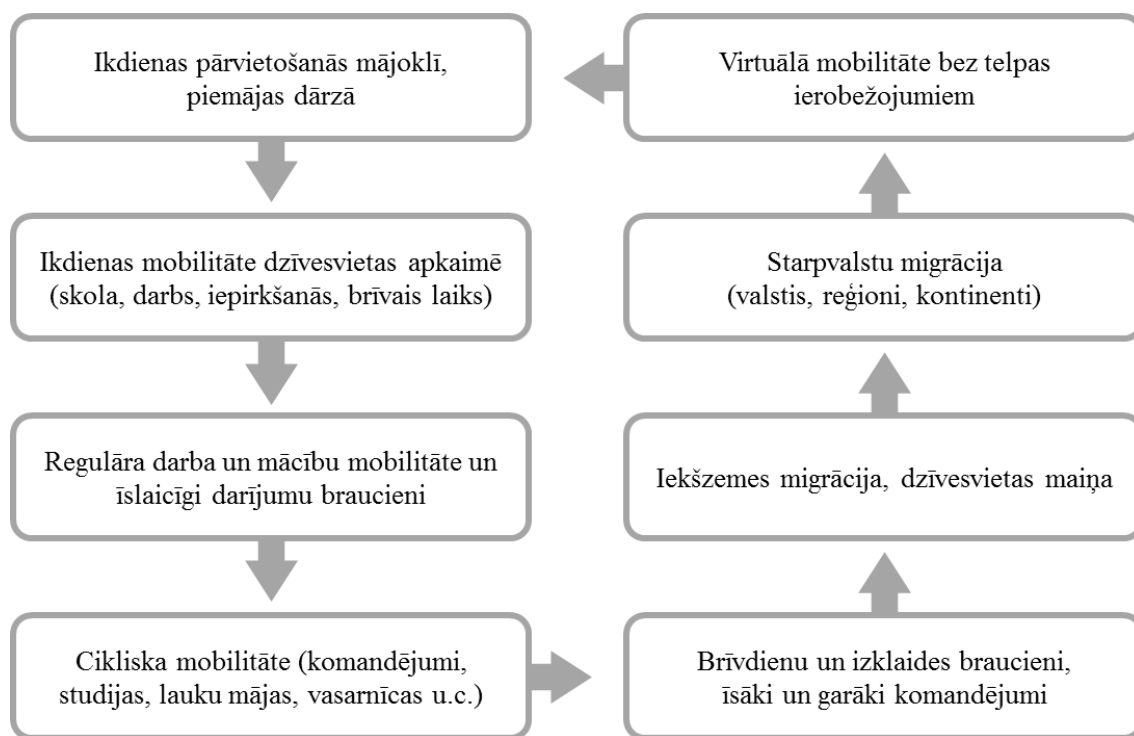 Ikdienas pārvietošanās mājoklī,
piemājas dārzā
Ikdienas mobilitāte dzīvesvietas apkaimē
(skola, darbs, iepirkšanās, brīvais laiks)
Regulāra darba un mācību mobilitāte un
īslaicīgi darījumu braucieni
Cikliska mobilitāte (komandējumi,
studijas, lauku mājas, vasarnīcas u.c.)
Brīvdienu un izklaides braucieni,
īsāki un garāki komandējumi
Iekšzemes migrācija, dzīvesvietas maiņa
Starpvalstu migrācija
(valstis, reģioni, kontinenti)
Virtuālā mobilitāte bez telpas
ierobežojumiem